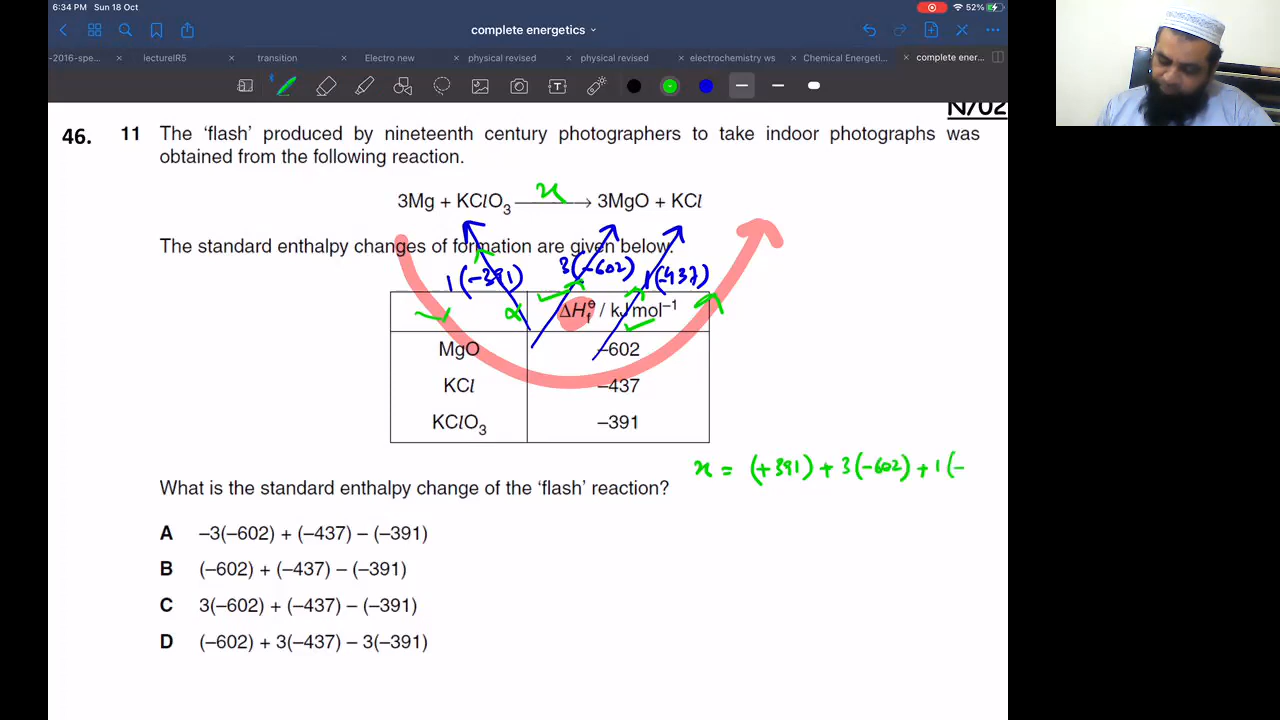 6:34 PM Sun 18 Oct
52%
complete energetics
-2016-spe...
lectureIR5
transition
Electro new
physical revised
physical revised
electrochemistry ws
Chemical Energeti...
complete ener...
N/02
46. 11 The ‘flash’ produced by nineteenth century photographers to take indoor photographs was
obtained from the following reaction.
x
3Mg + KClO₃ ⟶ 3MgO + KCl
The standard enthalpy changes of formation are given below.
1(-391) 3(-602) 1(-437)
ΔH_f^⦵ / kJ mol⁻¹
MgO –602
KCl –437
KClO₃ –391
x = (+391) + 3(-602) + 1(-
What is the standard enthalpy change of the ‘flash’ reaction?
A –3(–602) + (–437) – (–391)
B (–602) + (–437) – (–391)
C 3(–602) + (–437) – (–391)
D (–602) + 3(–437) – 3(–391)